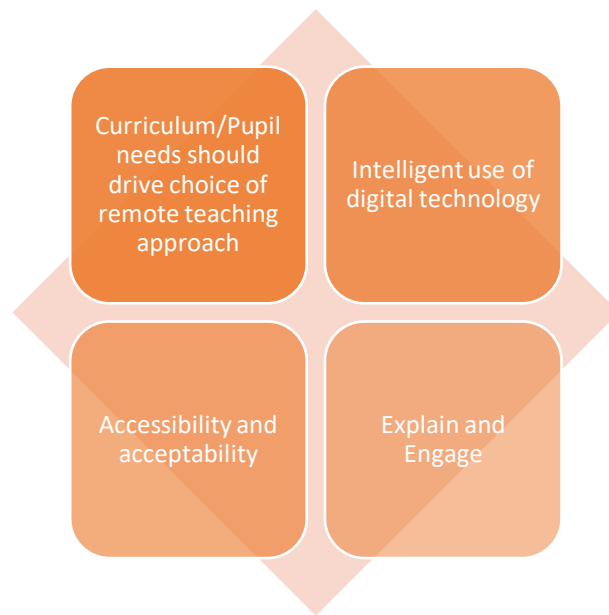 Curriculum/Pupil
needs should
drive choice of
remote teaching
approach
Intelligent use of
digital technology
Accessibility and
acceptability
Explain and
Engage